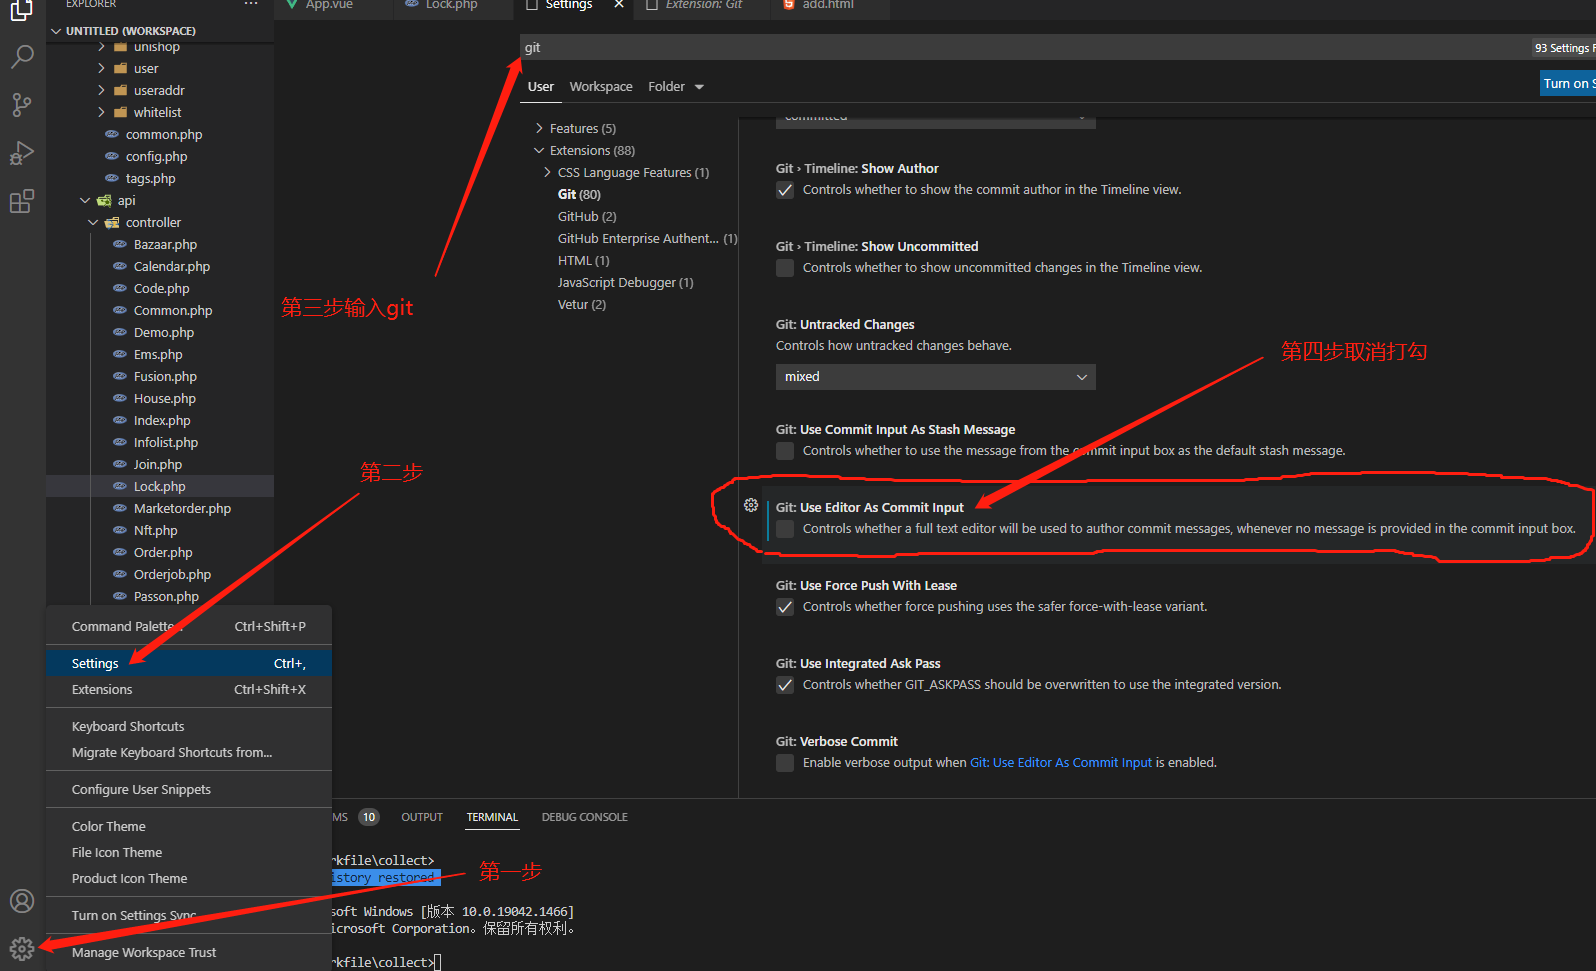 EXPLORER
···
App.vue
Lock.php
Settings
Extension: Git
add.html
UNTITLED (WORKSPACE)
unishop
user
useraddr
whitelist
common.php
config.php
tags.php
api
controller
Bazaar.php
Calendar.php
Code.php
Common.php
Demo.php
Ems.php
Fusion.php
House.php
Index.php
Infolist.php
Join.php
Lock.php
Marketorder.php
Nft.php
Order.php
Orderjob.php
Passon.php
git
93 Settings F
User Workspace Folder
Turn on S
Features (5)
Extensions (88)
CSS Language Features (1)
Git (80)
GitHub (2)
GitHub Enterprise Authent... (1)
HTML (1)
JavaScript Debugger (1)
Vetur (2)
committed
Git › Timeline: Show Author
Controls whether to show the commit author in the Timeline view.
Git › Timeline: Show Uncommitted
Controls whether to show uncommitted changes in the Timeline view.
Git: Untracked Changes
Controls how untracked changes behave.
mixed
Git: Use Commit Input As Stash Message
Controls whether to use the message from the commit input box as the default stash message.
Git: Use Editor As Commit Input
Controls whether a full text editor will be used to author commit messages, whenever no message is provided in the commit input box.
Git: Use Force Push With Lease
Controls whether force pushing uses the safer force-with-lease variant.
Git: Use Integrated Ask Pass
Controls whether GIT_ASKPASS should be overwritten to use the integrated version.
Git: Verbose Commit
Enable verbose output when Git: Use Editor As Commit Input is enabled.
第三步输入git
第四步取消打勾
第二步
第一步
Command Palette... Ctrl+Shift+P
Settings Ctrl+,
Extensions Ctrl+Shift+X
Keyboard Shortcuts
Migrate Keyboard Shortcuts from...
Configure User Snippets
Color Theme
File Icon Theme
Product Icon Theme
Turn on Settings Sync...
Manage Workspace Trust
MS 10 OUTPUT TERMINAL DEBUG CONSOLE
rkfile\collect>
istory restored
soft Windows [版本 10.0.19042.1466]
icrosoft Corporation。保留所有权利。
rkfile\collect>